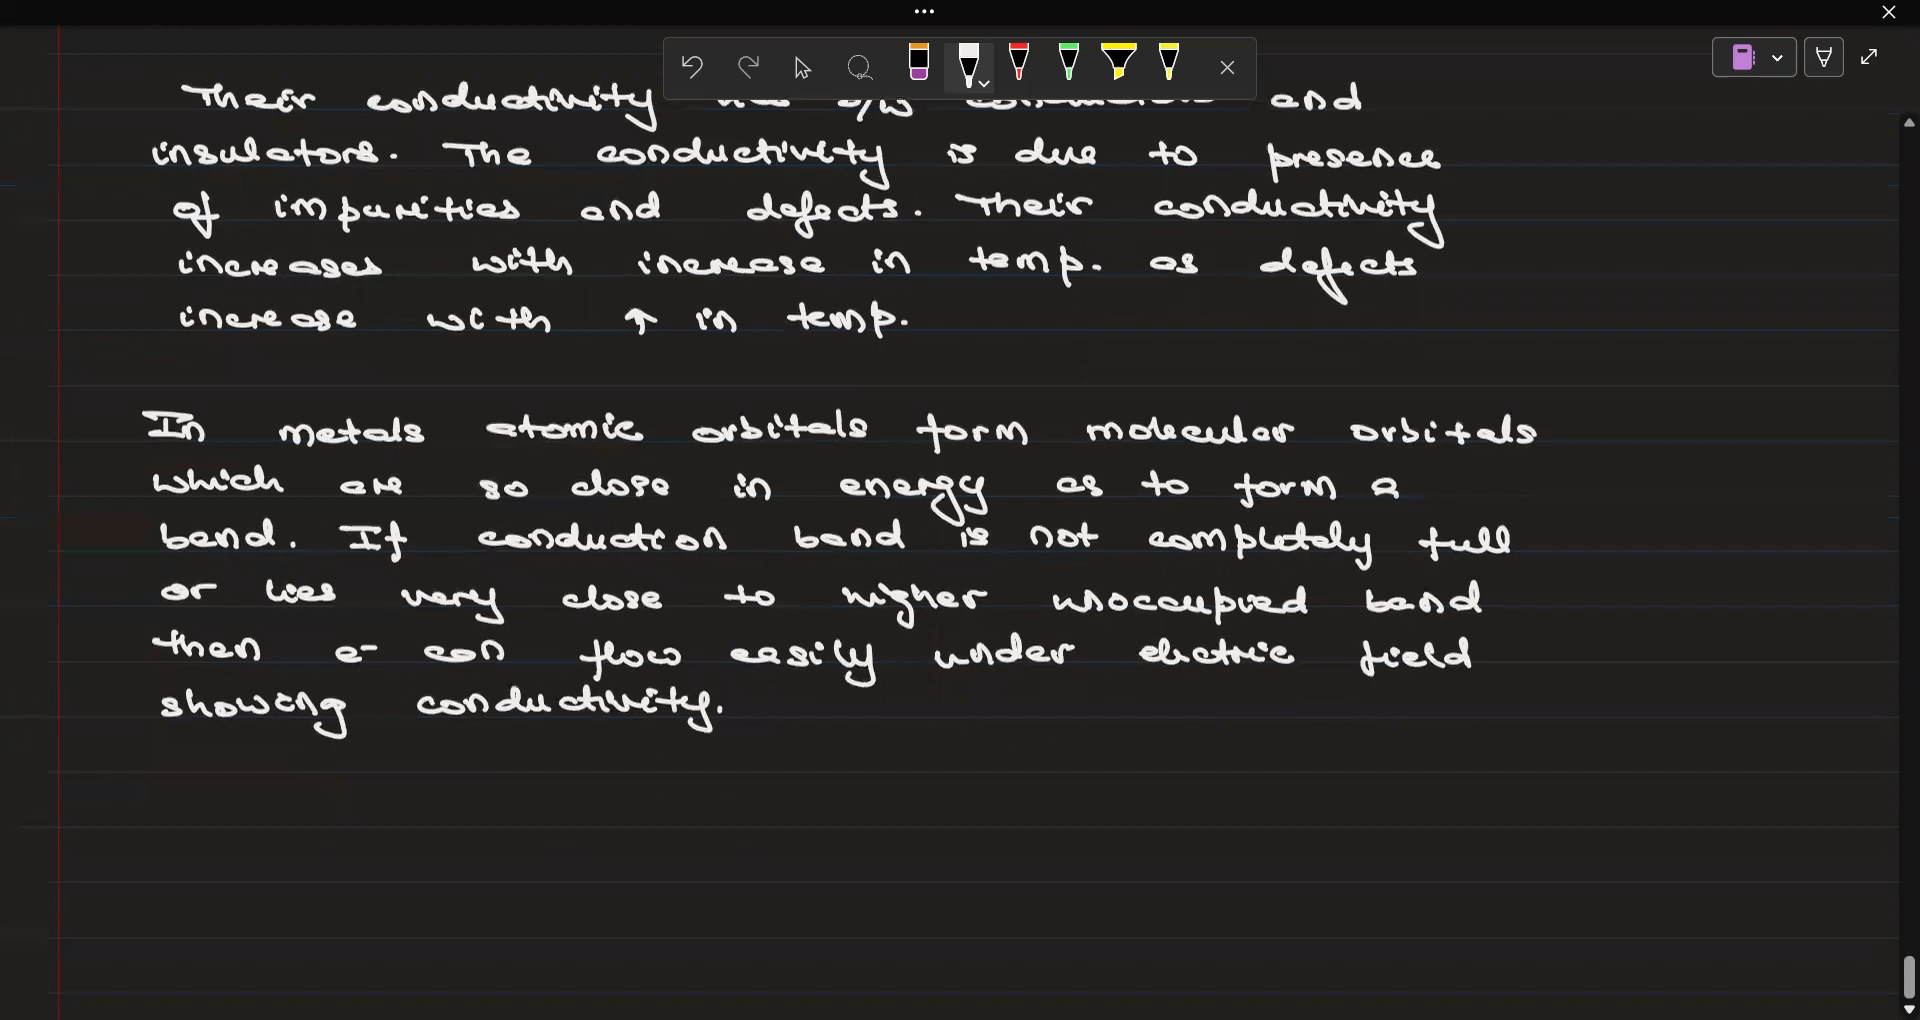 Their conductivity lies b/w conductors and
insulators. The conductivity is due to presence
of impurities and defects. Their conductivity
increases with increase in temp. as defects
increase with ↑ in temp.
In metals atomic orbitals form molecular orbitals
which are so close in energy as to form a
band. If conduction band is not completely full
or lies very close to higher unoccupied band
then e- can flow easily under electric field
showing conductivity.